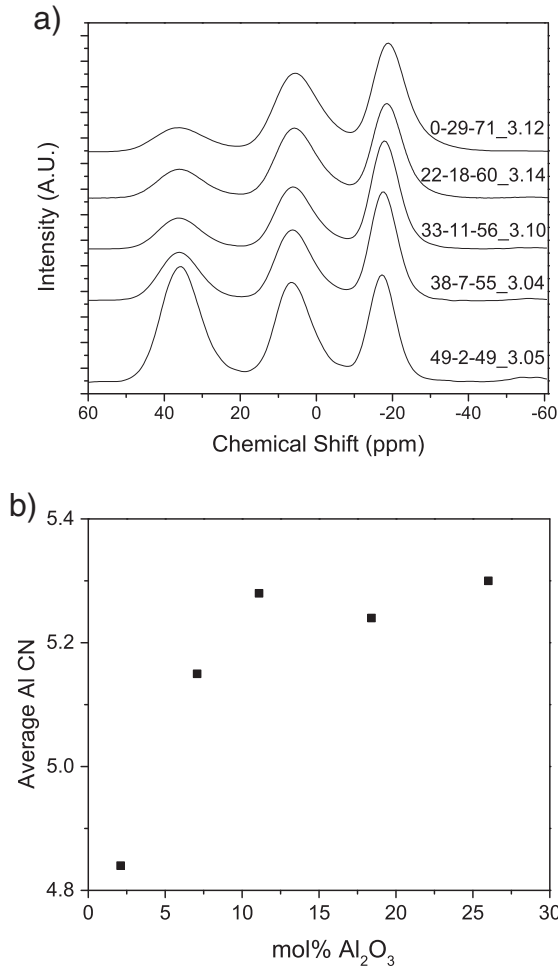 a)
Intensity (A.U.)
0-29-71_3.12
22-18-60_3.14
33-11-56_3.10
38-7-55_3.04
49-2-49_3.05
60 40 20 0 -20 -40 -60
Chemical Shift (ppm)
b)
Average Al CN
5.4
5.2
5.0
4.8
0 5 10 15 20 25 30
mol% Al₂O₃